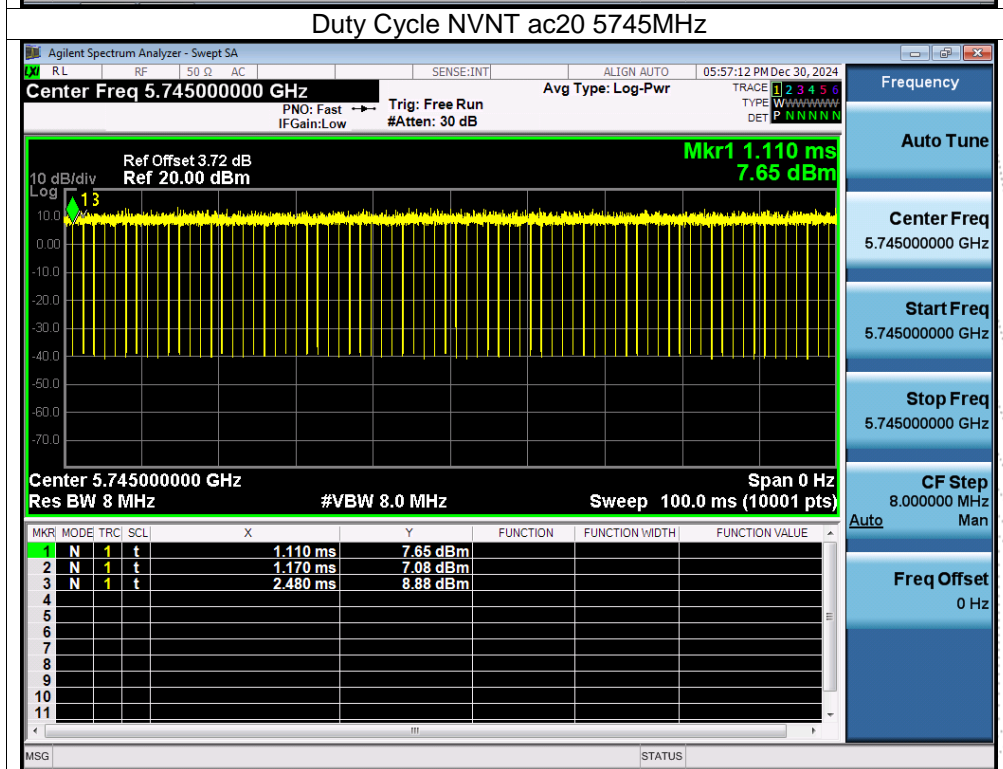 Duty Cycle NVNT ac20 5745MHz
Agilent Spectrum Analyzer - Swept SA
LXI RL RF 50 Ω AC SENSE:INT ALIGN AUTO 05:57:12 PM Dec 30, 2024
Center Freq 5.745000000 GHz
PNO: Fast
IFGain:Low
Trig: Free Run
#Atten: 30 dB
Avg Type: Log-Pwr
TRACE 1 2 3 4 5 6
TYPE WWWWWW
DET P N N N N N
Frequency
Auto Tune
Center Freq
5.745000000 GHz
Start Freq
5.745000000 GHz
Stop Freq
5.745000000 GHz
CF Step
8.000000 MHz
Auto Man
Freq Offset
0 Hz
Mkr1 1.110 ms
7.65 dBm
Ref Offset 3.72 dB
10 dB/div Ref 20.00 dBm
Log
1 3
10.0
0.00
-10.0
-20.0
-30.0
-40.0
-50.0
-60.0
-70.0
Center 5.745000000 GHz Span 0 Hz
Res BW 8 MHz #VBW 8.0 MHz Sweep 100.0 ms (10001 pts)
MKR MODE TRC SCL X Y FUNCTION FUNCTION WIDTH FUNCTION VALUE
1 N 1 t 1.110 ms 7.65 dBm
2 N 1 t 1.170 ms 7.08 dBm
3 N 1 t 2.480 ms 8.88 dBm
4
5
6
7
8
9
10
11
MSG STATUS